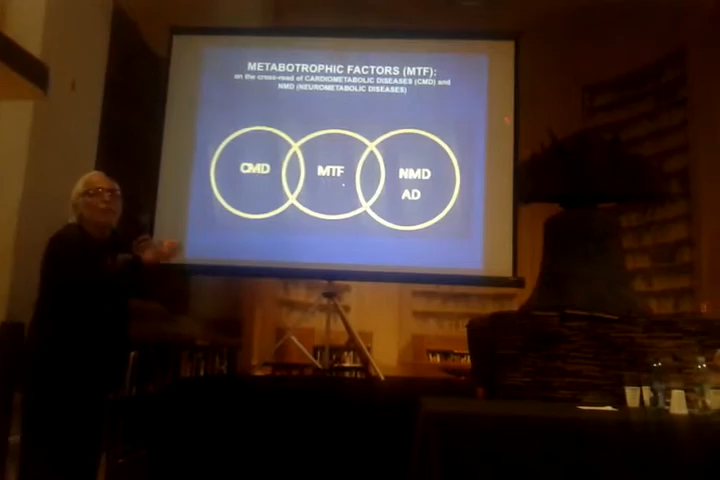 METABOTROPHIC FACTORS (MTF):
on the cross-road of CARDIOMETABOLIC DISEASES (CMD) and
NMD (NEUROMETABOLIC DISEASES)
CMD
MTF
NMD
AD